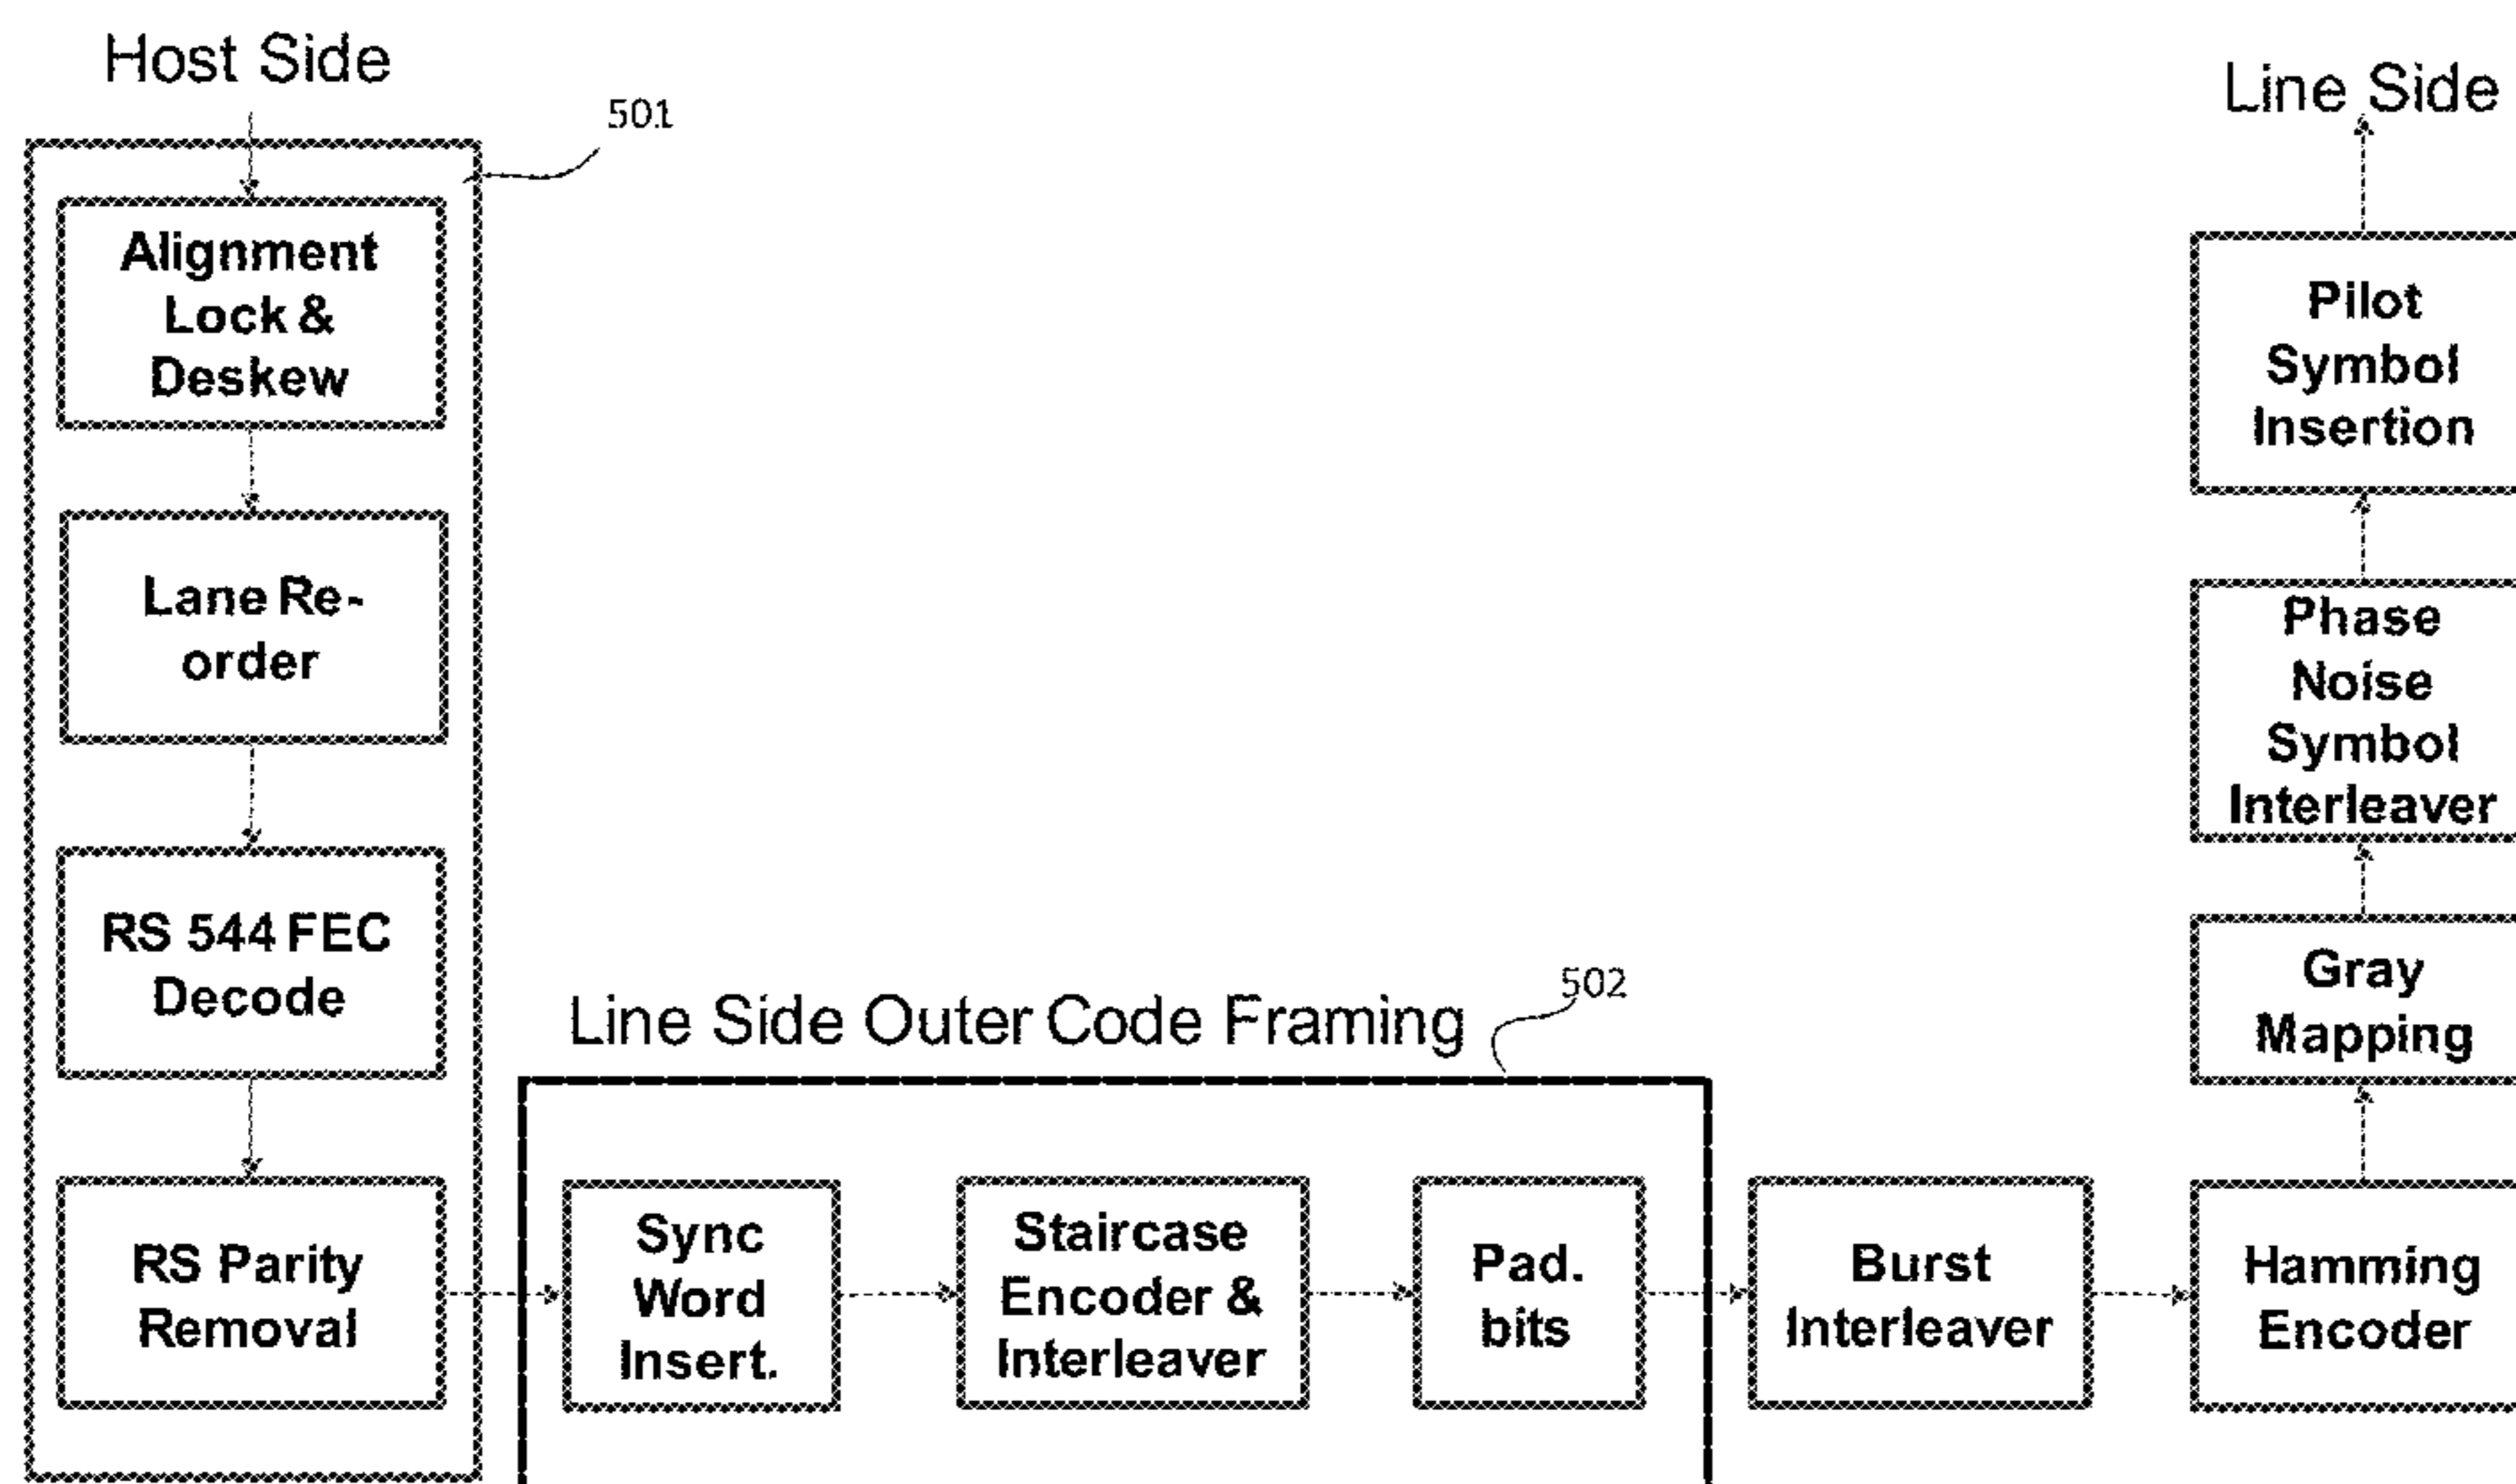 Host Side
501
Alignment
Lock &
Deskew
Lane Re-
order
RS 544 FEC
Decode
RS Parity
Removal
Line Side Outer Code Framing
502
Sync
Word
Insert.
Staircase
Encoder &
Interleaver
Pad.
bits
Burst
Interleaver
Hamming
Encoder
Gray
Mapping
Phase
Noise
Symbol
Interleaver
Pilot
Symbol
Insertion
Line Side